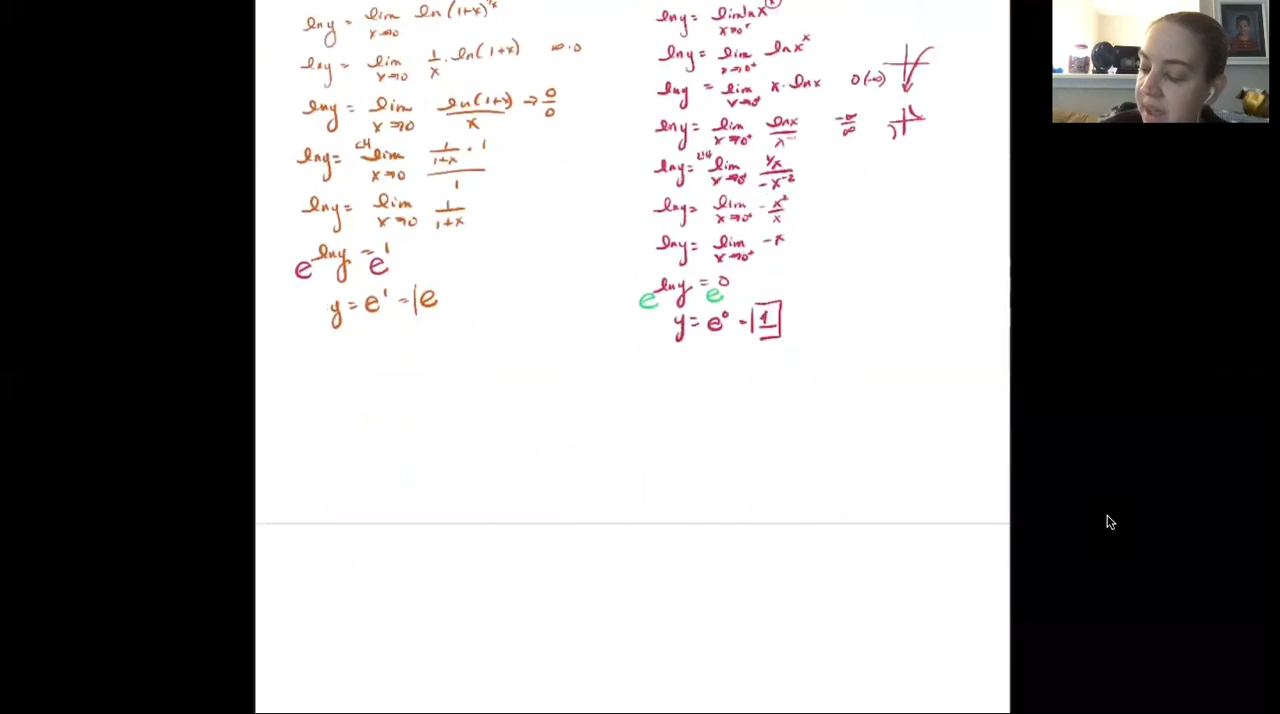 ln y = lim x→0 ln(1+x)^1/x
ln y = lim x→0 1/x · ln(1+x) ∞·0
ln y = lim x→0 ln(1+x)/x → 0/0
ln y = L'H lim x→0 (1/(1+x) · 1)/1
ln y = lim x→0 1/(1+x)
e^ln y = e^1
y = e^1 = e
ln y = lim x→0+ ln x^x
ln y = lim x→0+ ln x^x
ln y = lim x→0+ x · ln x 0(-∞)
ln y = lim x→0+ ln x/x^-1 -∞/∞
ln y = L'H lim x→0+ (1/x)/(-x^-2)
ln y = lim x→0+ - x^2/x
ln y = lim x→0+ -x
e^ln y = e^0
y = e^0 = 1